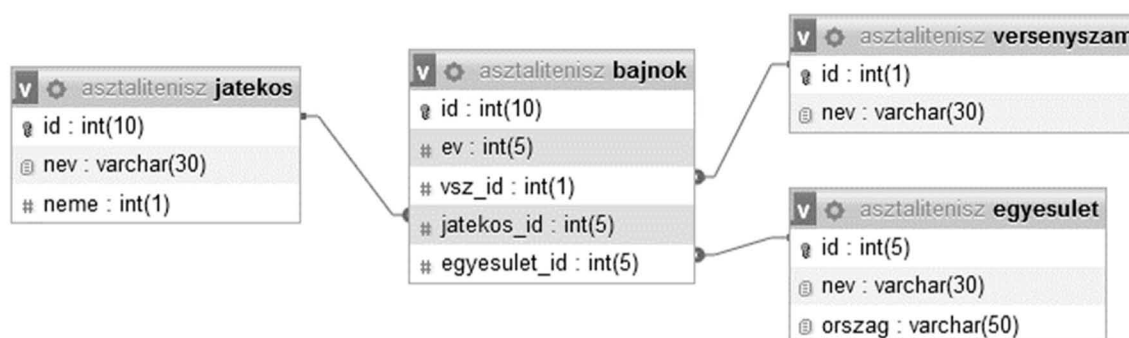 asztalitenisz jatekos
id : int(10)
nev : varchar(30)
neme : int(1)
asztalitenisz bajnok
id : int(10)
ev : int(5)
vsz_id : int(1)
jatekos_id : int(5)
egyesulet_id : int(5)
asztalitenisz versenyszam
id : int(1)
nev : varchar(30)
asztalitenisz egyesulet
id : int(5)
nev : varchar(30)
orszag : varchar(50)